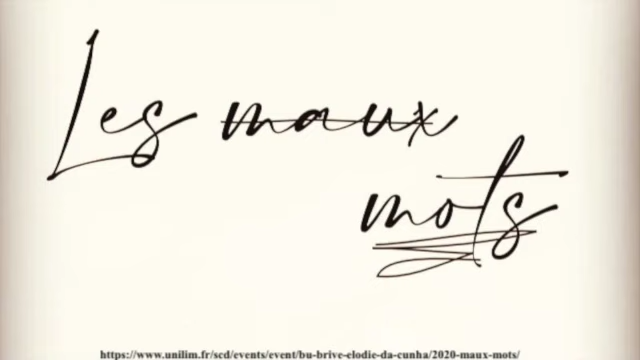 Les maux
mots
https://www.unilim.fr/scd/events/event/bu-brive-elodie-da-cunha/2020-maux-mots/